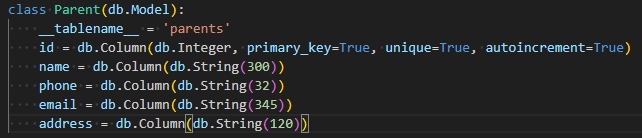 class Parent(db.Model):
    __tablename__ = 'parents'
    id = db.Column(db.Integer, primary_key=True, unique=True, autoincrement=True)
    name = db.Column(db.String(300))
    phone = db.Column(db.String(32))
    email = db.Column(db.String(345))
    address = db.Column(db.String(120))